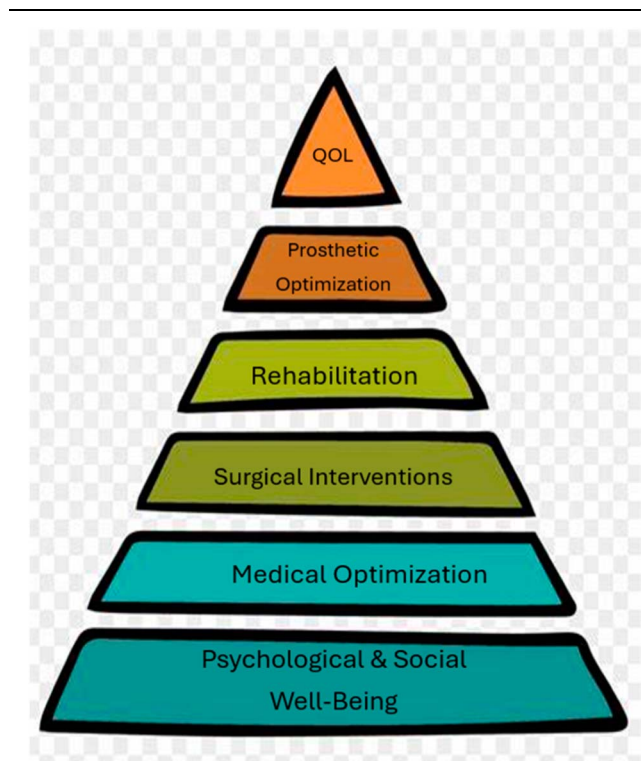 QOL
Prosthetic
Optimization
Rehabilitation
Surgical Interventions
Medical Optimization
Psychological & Social
Well-Being